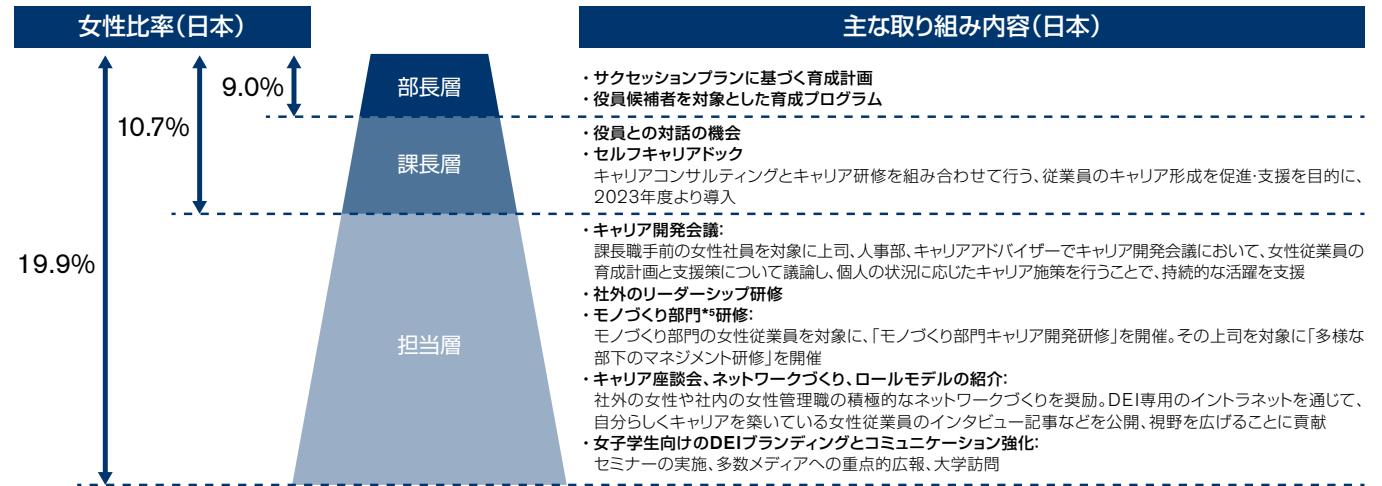 女性比率(日本)
主な取り組み内容(日本)
9.0%
10.7%
19.9%
部長層
課長層
担当層
・サクセッションプランに基づく育成計画
・役員候補者を対象とした育成プログラム
・役員との対話の機会
・セルフキャリアドック
キャリアコンサルティングとキャリア研修を組み合わせて行う、従業員のキャリア形成を促進・支援を目的に、
2023年度より導入
・キャリア開発会議:
課長職手前の女性社員を対象に上司、人事部、キャリアアドバイザーでキャリア開発会議において、女性従業員の
育成計画と支援策について議論し、個人の状況に応じたキャリア施策を行うことで、持続的な活躍を支援
・社外のリーダーシップ研修
・モノづくり部門*5研修:
モノづくり部門の女性従業員を対象に、「モノづくり部門キャリア開発研修」を開催。その上司を対象に「多様な
部下のマネジメント研修」を開催
・キャリア座談会、ネットワークづくり、ロールモデルの紹介:
社外の女性や社内の女性管理職の積極的なネットワークづくりを奨励。DEI専用のイントラネットを通じて、
自分らしくキャリアを築いている女性従業員のインタビュー記事などを公開、視野を広げることに貢献
・女子学生向けのDEIブランディングとコミュニケーション強化:
セミナーの実施、多数メディアへの重点的広報、大学訪問